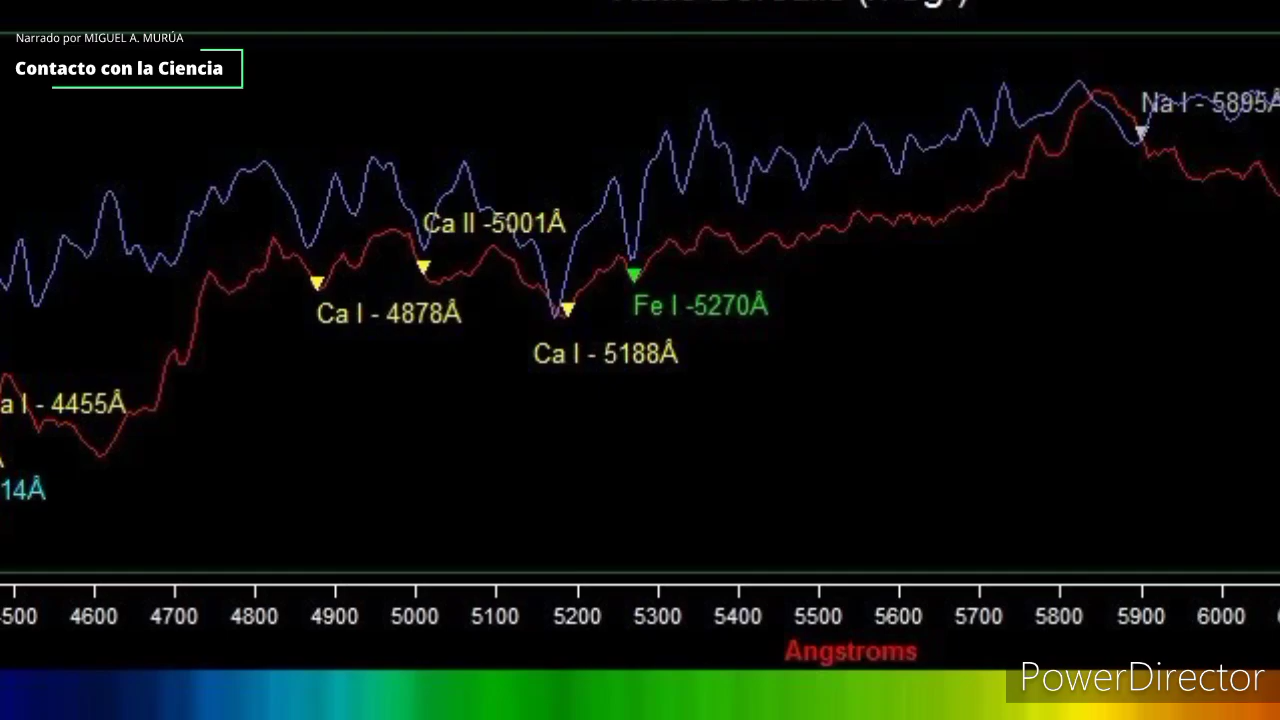 Narrado por MIGUEL A. MURÚA
Contacto con la Ciencia
Na I - 5895Å
Ca II -5001Å
Ca I - 4878Å
Fe I -5270Å
Ca I - 5188Å
a I - 4455Å
14Å
4600 4700 4800 4900 5000 5100 5200 5300 5400 5500 5600 5700 5800 5900 6000
Angstroms
PowerDirector